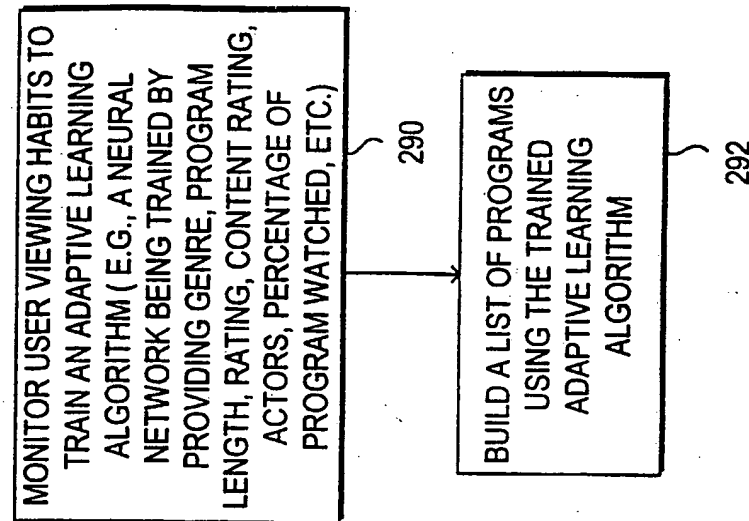 MONITOR USER VIEWING HABITS TO
TRAIN AN ADAPTIVE LEARNING
ALGORITHM ( E.G., A NEURAL
NETWORK BEING TRAINED BY
PROVIDING GENRE, PROGRAM
LENGTH, RATING, CONTENT RATING,
ACTORS, PERCENTAGE OF
PROGRAM WATCHED, ETC.)
290
BUILD A LIST OF PROGRAMS
USING THE TRAINED
ADAPTIVE LEARNING
ALGORITHM
292